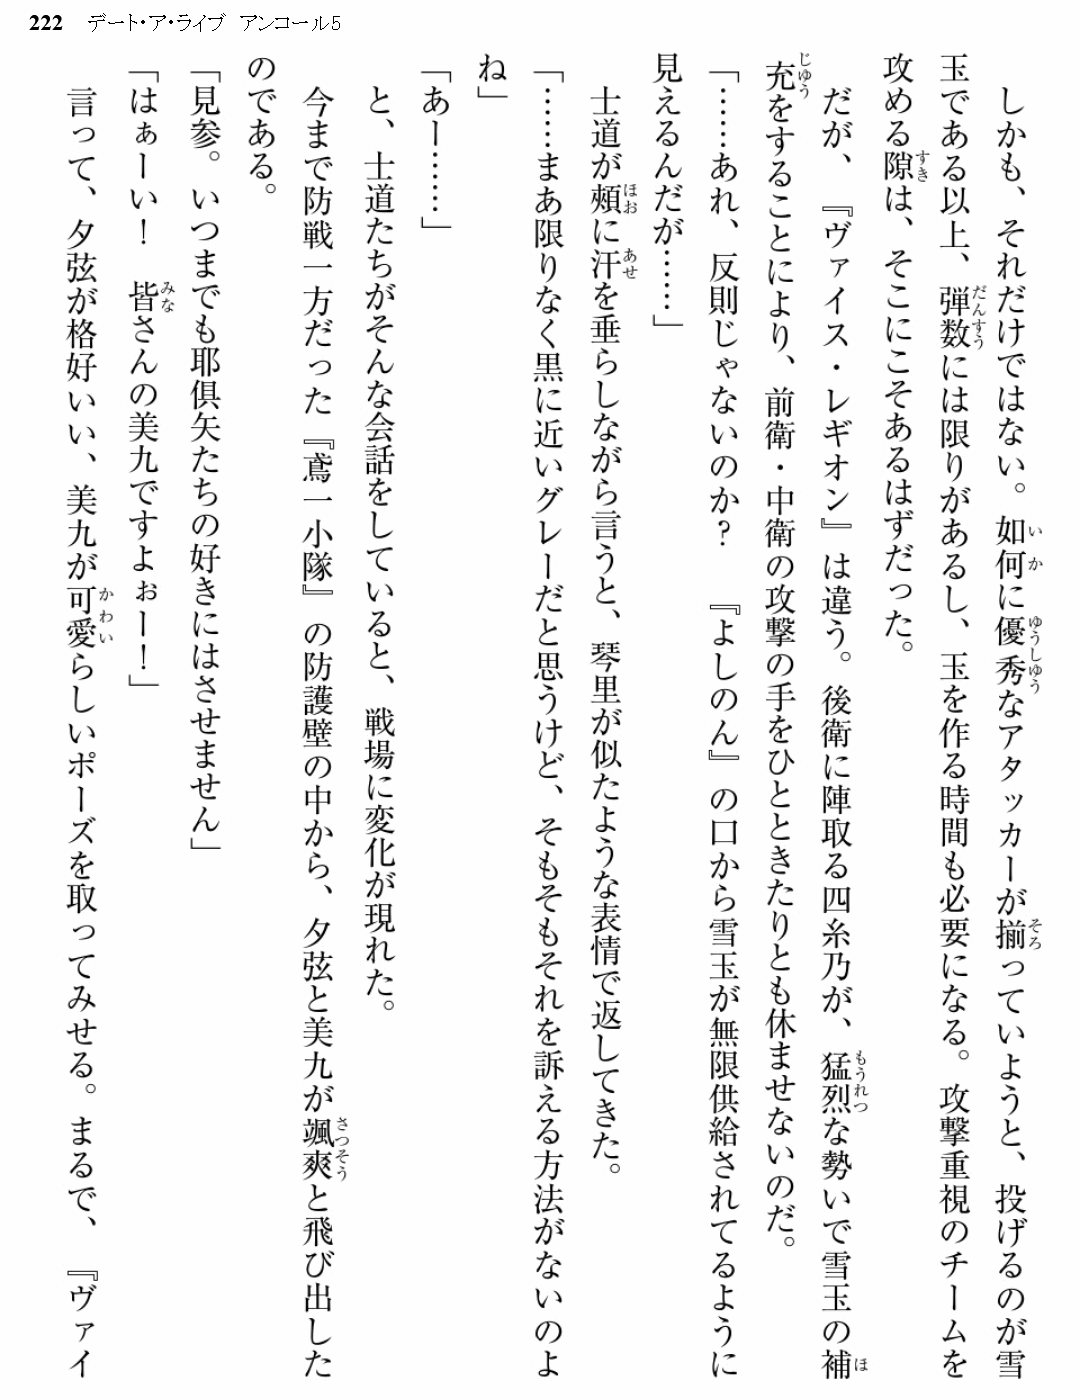 222 デート・ア・ライブ アンコール5
　しかも、それだけではない。如何に優秀なアタッカーが揃っていようと、投げるのが雪
玉である以上、弾数には限りがあるし、玉を作る時間も必要になる。攻撃重視のチームを
攻める隙は、そこにこそあるはずだった。
　だが、『ヴァイス・レギオン』は違う。後衛に陣取る四糸乃が、猛烈な勢いで雪玉の補
充をすることにより、前衛・中衛の攻撃の手をひとときたりとも休ませないのだ。
「……あれ、反則じゃないのか？　『よしのん』の口から雪玉が無限供給されてるように
見えるんだが……」
　士道が頰に汗を垂らしながら言うと、琴里が似たような表情で返してきた。
「……まあ限りなく黒に近いグレーだと思うけど、そもそもそれを訴える方法がないのよ
ね」
「あー……」
　と、士道たちがそんな会話をしていると、戦場に変化が現れた。
　今まで防戦一方だった『鳶一小隊』の防護壁の中から、夕弦と美九が颯爽と飛び出した
のである。
「見参。いつまでも耶倶矢たちの好きにはさせません」
「はぁーい！　皆さんの美九ですよぉー！」
　言って、夕弦が格好いい、美九が可愛らしいポーズを取ってみせる。まるで、『ヴァイ